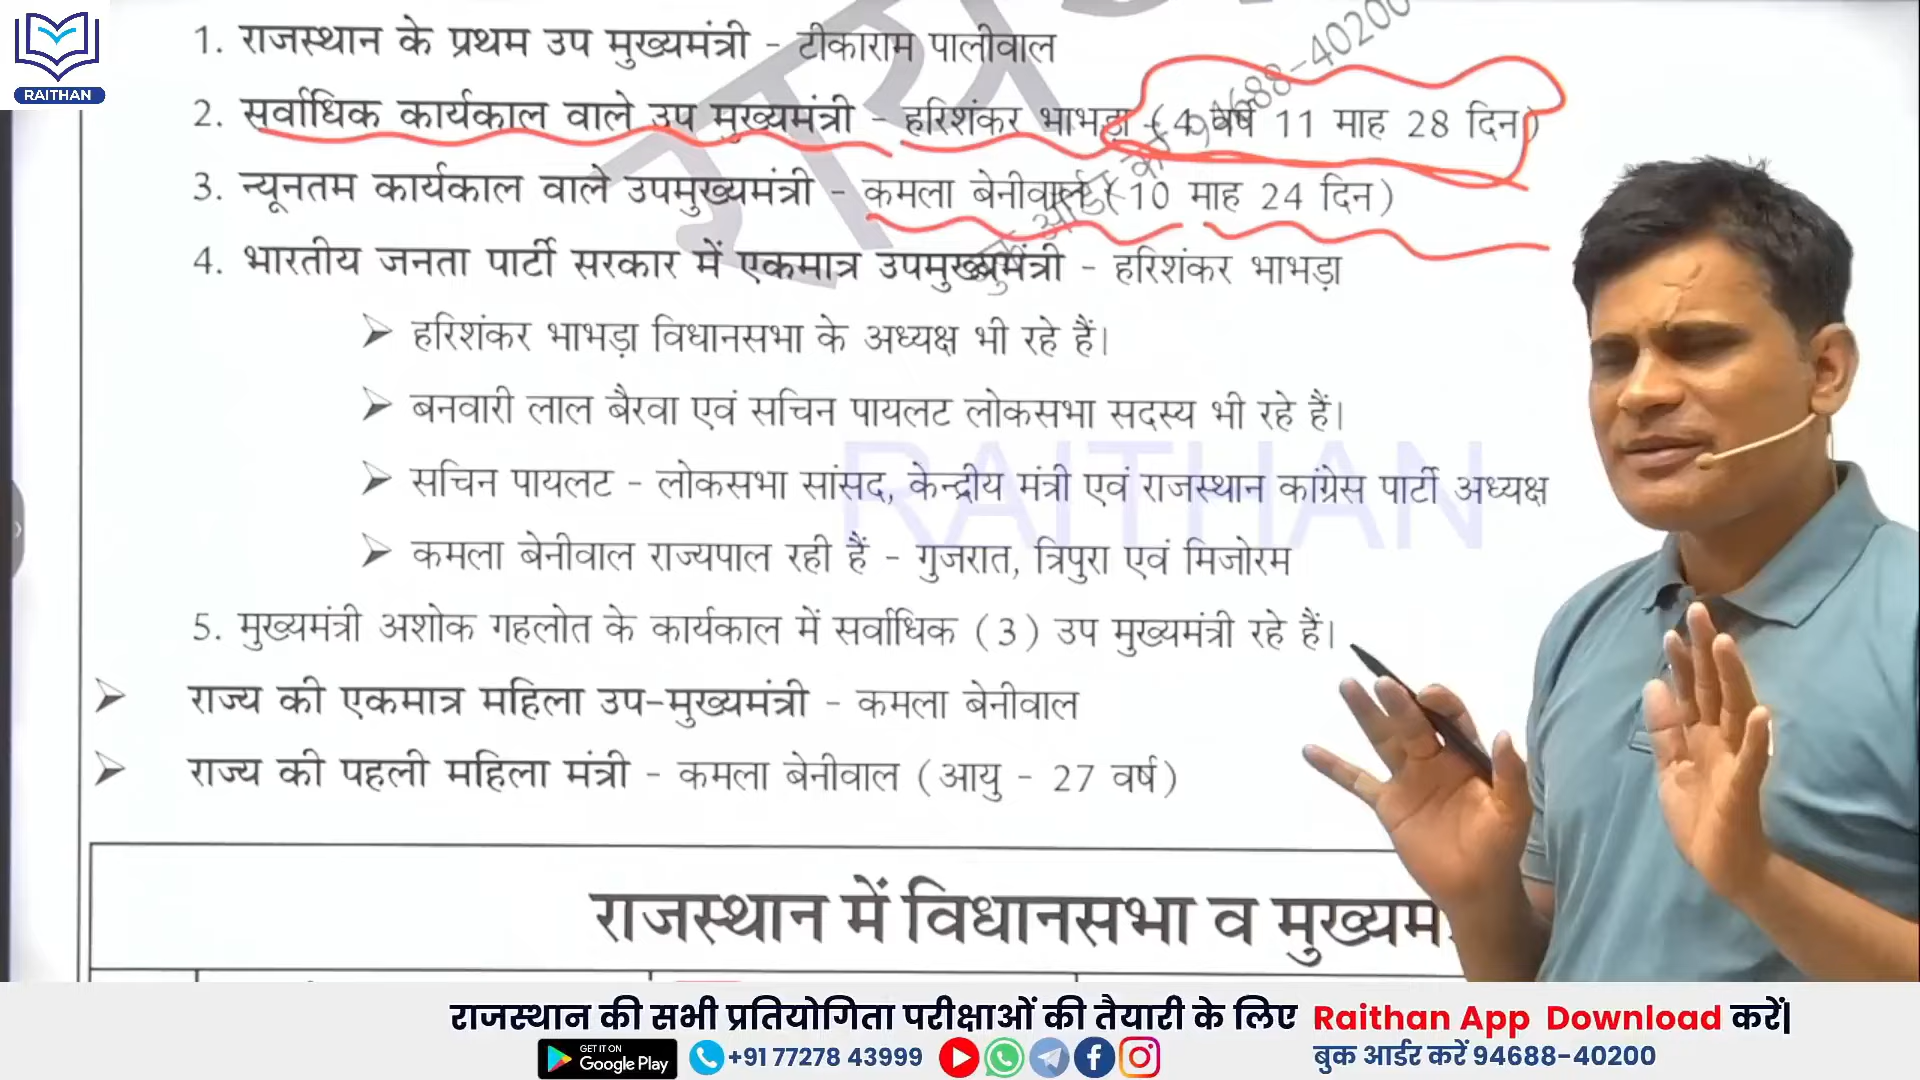 RAITHAN
1. राजस्थान के प्रथम उप मुख्यमंत्री - टीकाराम पालीवाल
2. सर्वाधिक कार्यकाल वाले उप मुख्यमंत्री - हरिशंकर भाभड़ा - (4 वर्ष 11 माह 28 दिन)
3. न्यूनतम कार्यकाल वाले उपमुख्यमंत्री - कमला बेनीवाल (10 माह 24 दिन)
4. भारतीय जनता पार्टी सरकार में एकमात्र उपमुख्यमंत्री - हरिशंकर भाभड़ा
➢ हरिशंकर भाभड़ा विधानसभा के अध्यक्ष भी रहे हैं।
➢ बनवारी लाल बैरवा एवं सचिन पायलट लोकसभा सदस्य भी रहे हैं।
➢ सचिन पायलट - लोकसभा सांसद, केन्द्रीय मंत्री एवं राजस्थान कांग्रेस पार्टी अध्यक्ष
➢ कमला बेनीवाल राज्यपाल रही हैं - गुजरात, त्रिपुरा एवं मिजोरम
RAITHAN
5. मुख्यमंत्री अशोक गहलोत के कार्यकाल में सर्वाधिक (3) उप मुख्यमंत्री रहे हैं।
➢ राज्य की एकमात्र महिला उप-मुख्यमंत्री - कमला बेनीवाल
➢ राज्य की पहली महिला मंत्री - कमला बेनीवाल (आयु - 27 वर्ष)
राजस्थान में विधानसभा व
राजस्थान की सभी प्रतियोगिता परीक्षाओं की तैयारी के लिए Raithan App Download करें|
GET IT ON
Google Play
+91 77278 43999
बुक आर्डर करें 94688-40200